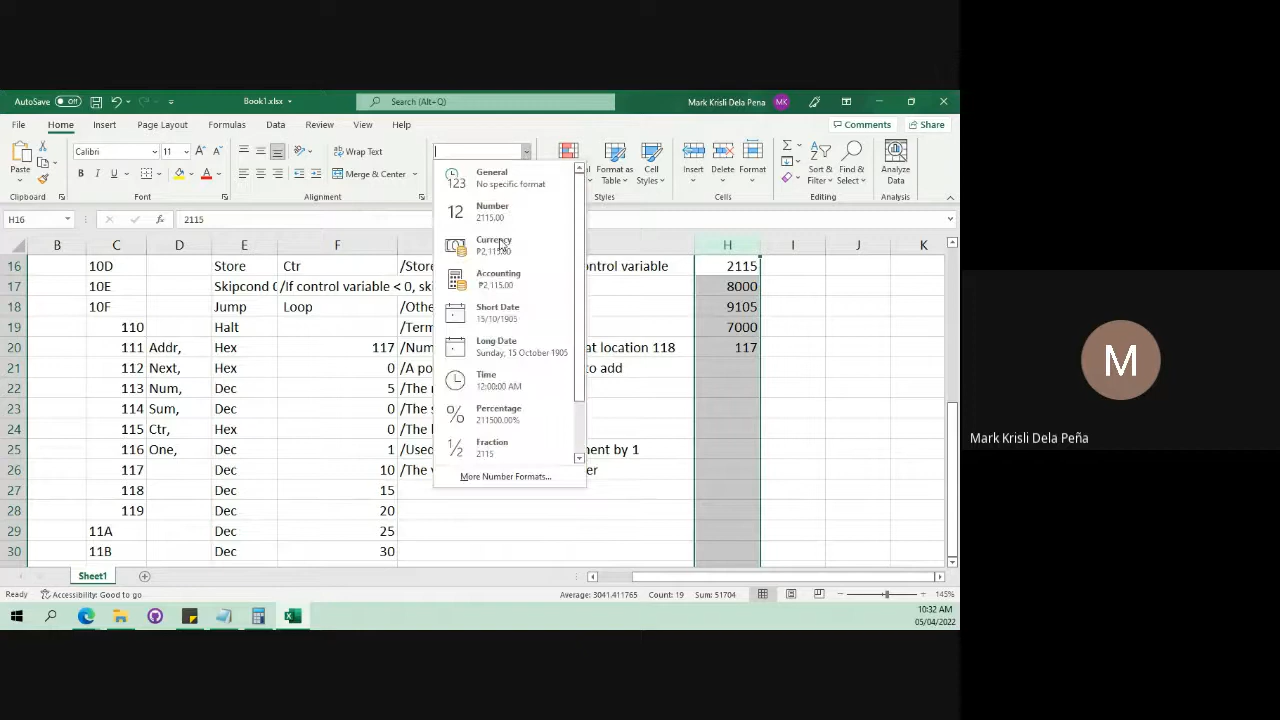 AutoSave Off Book1.xlsx Search (Alt+Q) Mark Krisli Dela Pena MK
File Home Insert Page Layout Formulas Data Review View Help Comments Share
Paste Calibri 11 Wrap Text Merge & Center Format as Table Cell Styles Insert Delete Format Sort & Filter Find & Select Analyze Data
Font Alignment Styles Cells Editing Analysis
H16 2115
General
No specific format
Number
2115.00
Currency
₱2,115.00
Accounting
₱2,115.00
Short Date
15/10/1905
Long Date
Sunday, 15 October 1905
Time
12:00:00 AM
Percentage
211500.00%
Fraction
2115
More Number Formats...
B C D E F H I J K
16 10D Store Ctr /Store ontrol variable 2115
17 10E Skipcond /If control variable < 0, sk 8000
18 10F Jump Loop /Other 9105
19 110 Halt /Term 7000
20 111 Addr, Hex 117 /Num at location 118 117
21 112 Next, Hex 0 /A po to add
22 113 Num, Dec 5 /The
23 114 Sum, Dec 0 /The s
24 115 Ctr, Hex 0 /The
25 116 One, Dec 1 /Used ment by 1
26 117 Dec 10 /The v er
27 118 Dec 15
28 119 Dec 20
29 11A Dec 25
30 11B Dec 30
Sheet1
Ready Accessibility: Good to go Average: 3041.411765 Count: 19 Sum: 51704 145%
10:32 AM
05/04/2022
M
Mark Krisli Dela Peña